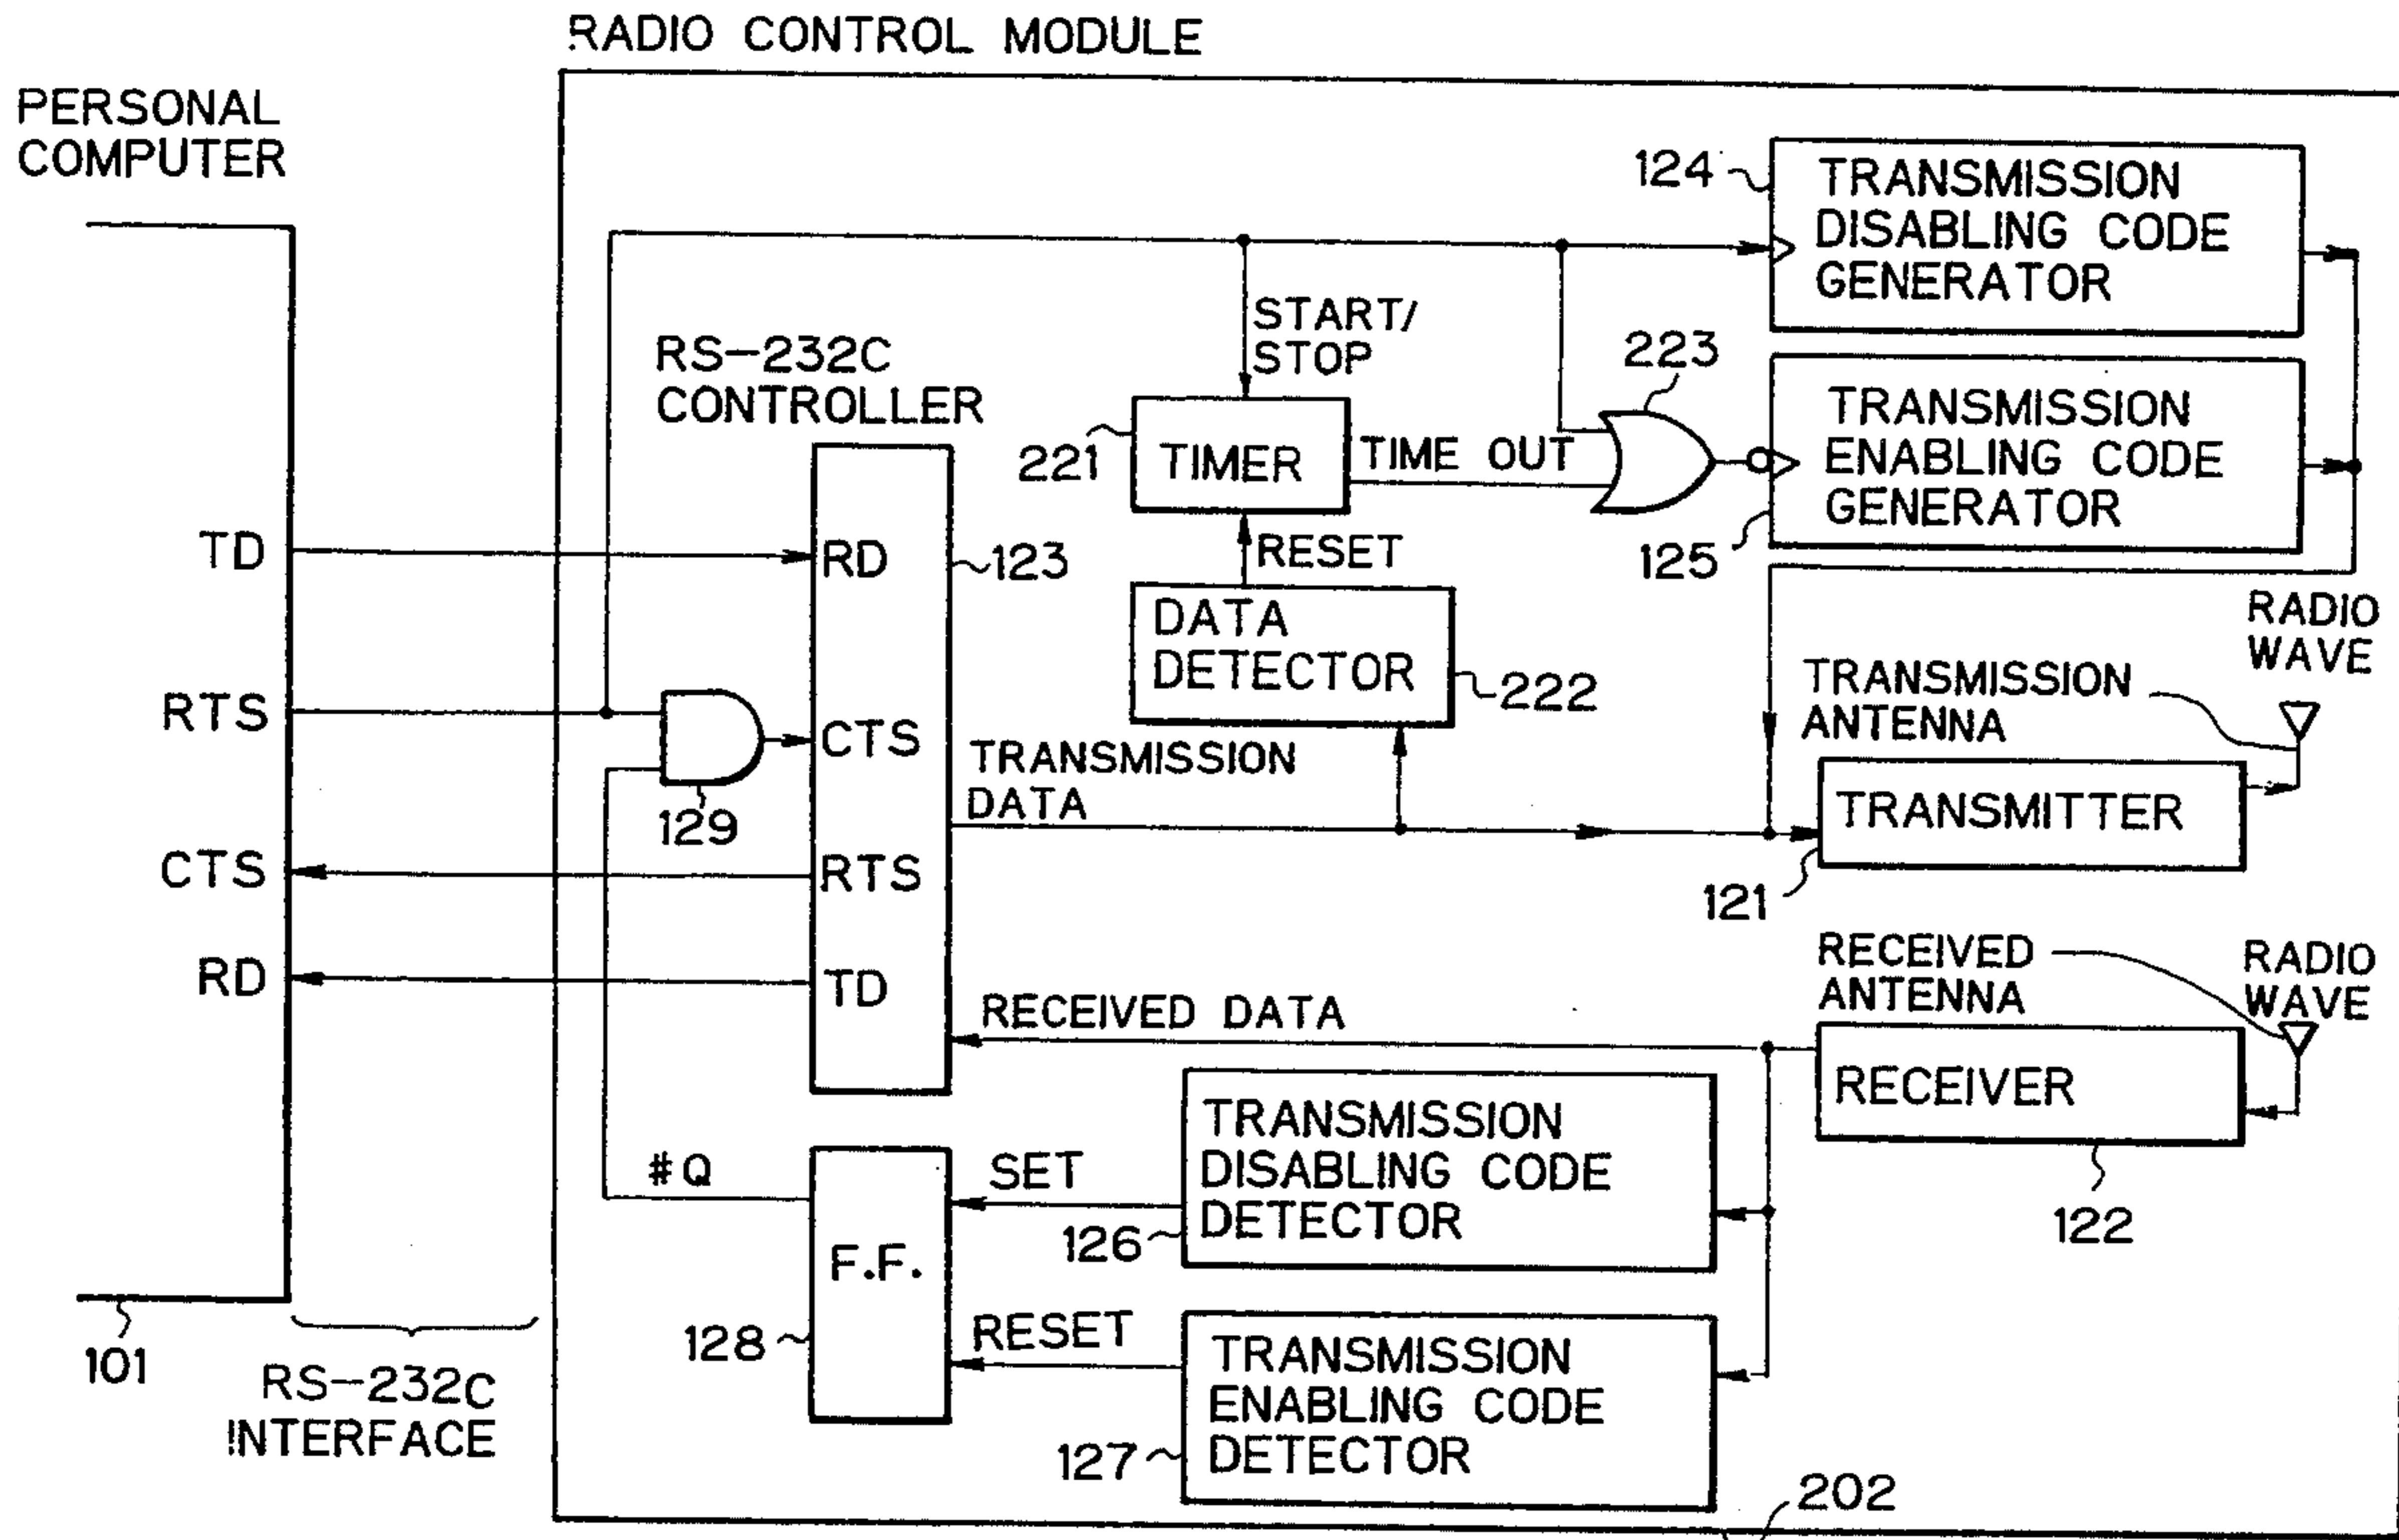 RADIO CONTROL MODULE
PERSONAL
COMPUTER
124
TRANSMISSION
DISABLING CODE
GENERATOR
START/
STOP
RS-232C
CONTROLLER
223
221
TIMER
TIME OUT
TRANSMISSION
ENABLING CODE
GENERATOR
125
TD
RD
123
RESET
DATA
DETECTOR
222
RADIO
WAVE
TRANSMISSION
ANTENNA
RTS
CTS
129
TRANSMISSION
DATA
TRANSMITTER
121
CTS
RTS
RD
TD
RECEIVED DATA
RECEIVED
ANTENNA
RADIO
WAVE
RECEIVER
122
#Q
F.F.
128
SET
RESET
TRANSMISSION
DISABLING CODE
DETECTOR
126
TRANSMISSION
ENABLING CODE
DETECTOR
127
101
RS-232C
INTERFACE
202